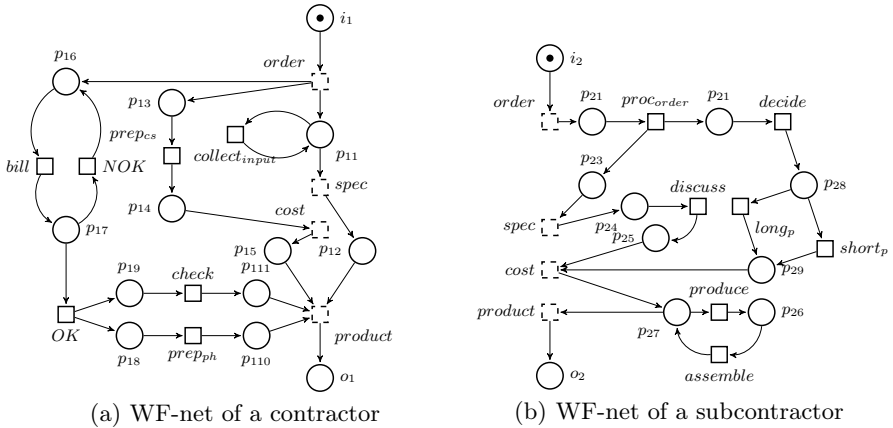 i1
order
p16
p13
prepcs
collectinput
p11
bill
NOK
spec
p14
cost
p17
p15
p12
p19
check
p111
OK
product
p18
prepph
p110
o1
(a) WF-net of a contractor
i2
order
p21
procorder
p21
decide
p23
p28
discuss
spec
p24
longp
p25
shortp
cost
p29
produce
product
p27
p26
assemble
o2
(b) WF-net of a subcontractor